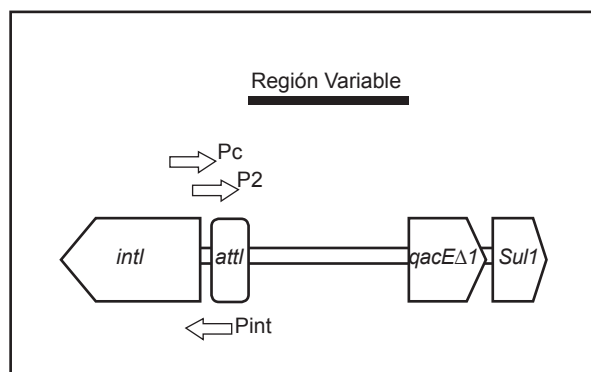 Región Variable
Pc
P2
intI
attI
qacEΔ1
Sul1
Pint